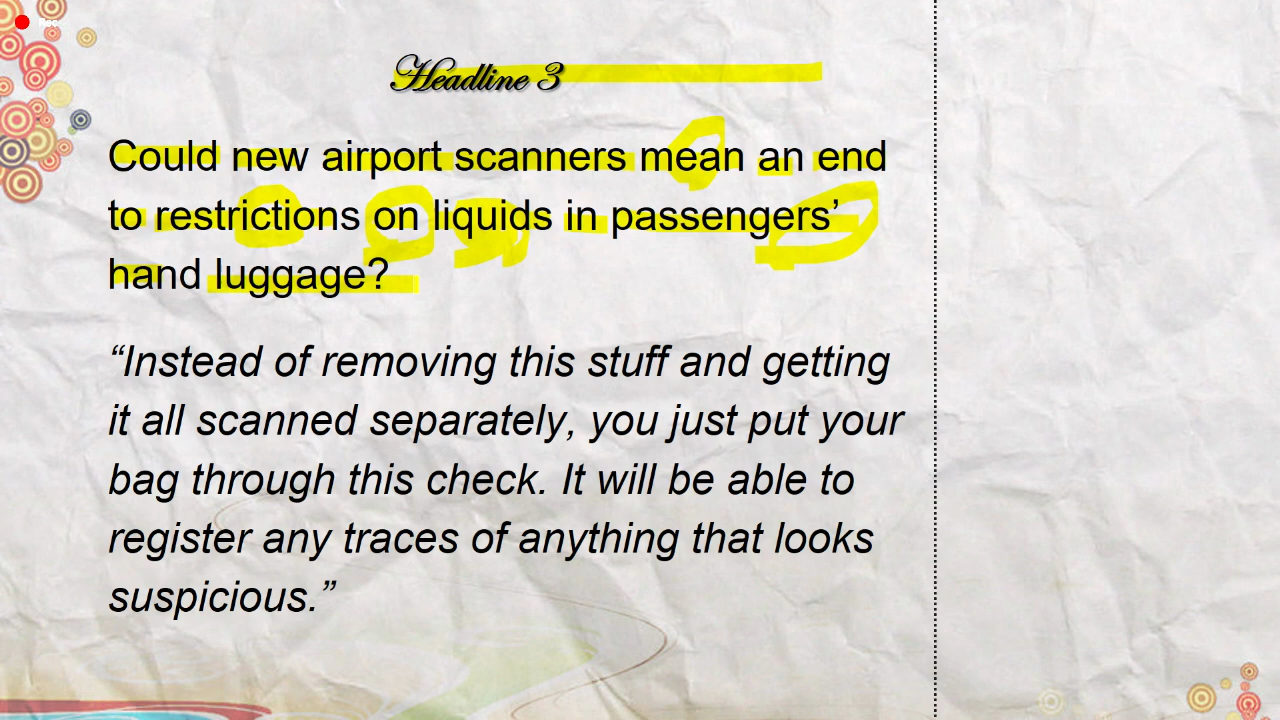 Headline 3
Could new airport scanners mean an end
to restrictions on liquids in passengers’
hand luggage?
“Instead of removing this stuff and getting
it all scanned separately, you just put your
bag through this check. It will be able to
register any traces of anything that looks
suspicious.”